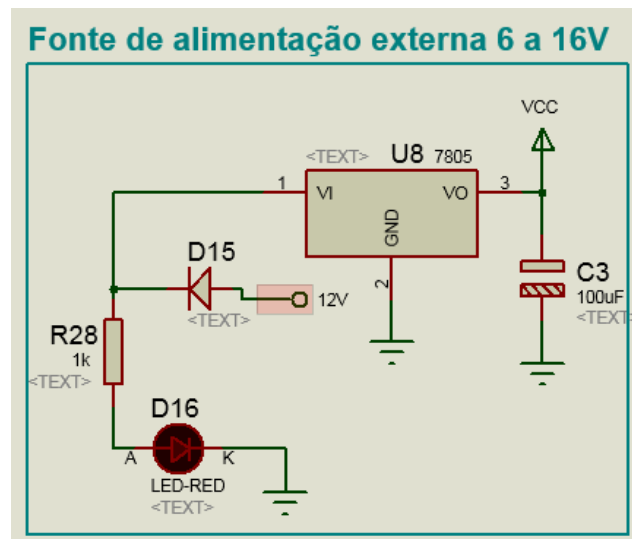 Fonte de alimentação externa 6 a 16V
VCC
<TEXT> U8 7805
1 VI VO 3
GND
2
D15
12V
<TEXT>
C3
100uF
<TEXT>
R28
1k
<TEXT>
D16
A K
LED-RED
<TEXT>